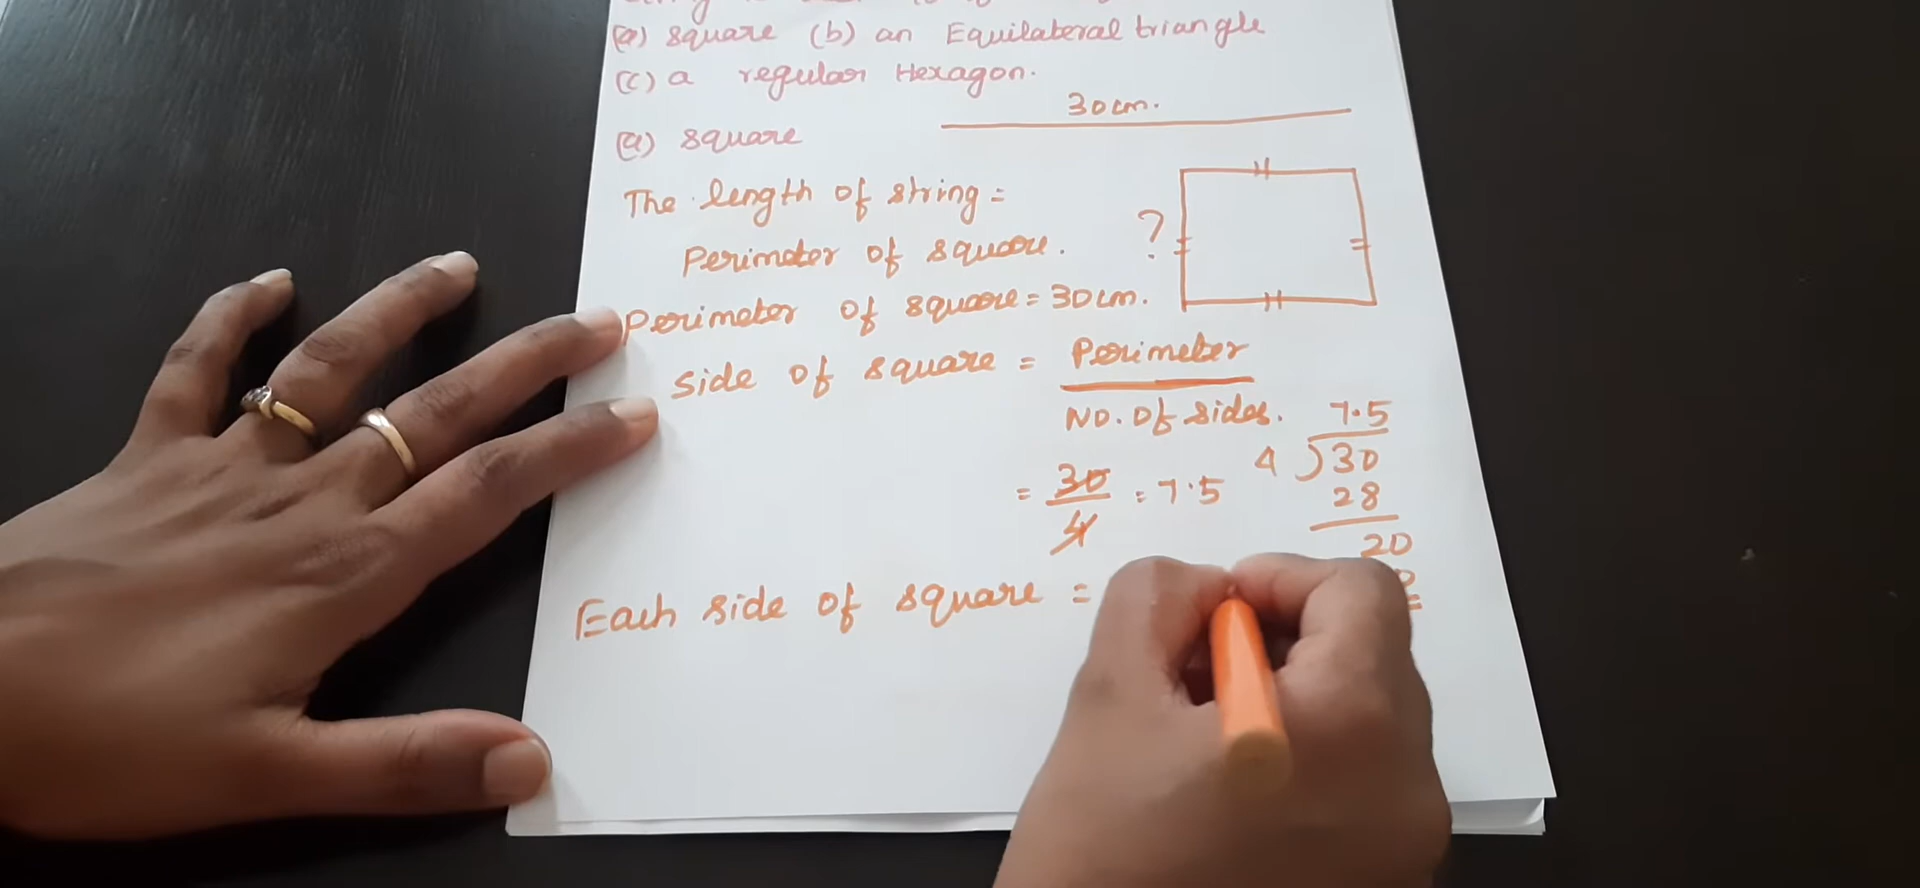 (a) square (b) an Equilateral triangle
(c) a regular Hexagon.
30cm.
(a) square
The length of string =
Perimeter of square.
?
Perimeter of square = 30cm.
side of square = Perimeter
No. Of sides.
7.5
4 ) 30
28
20
= 30/4 = 7.5
Each side of square =